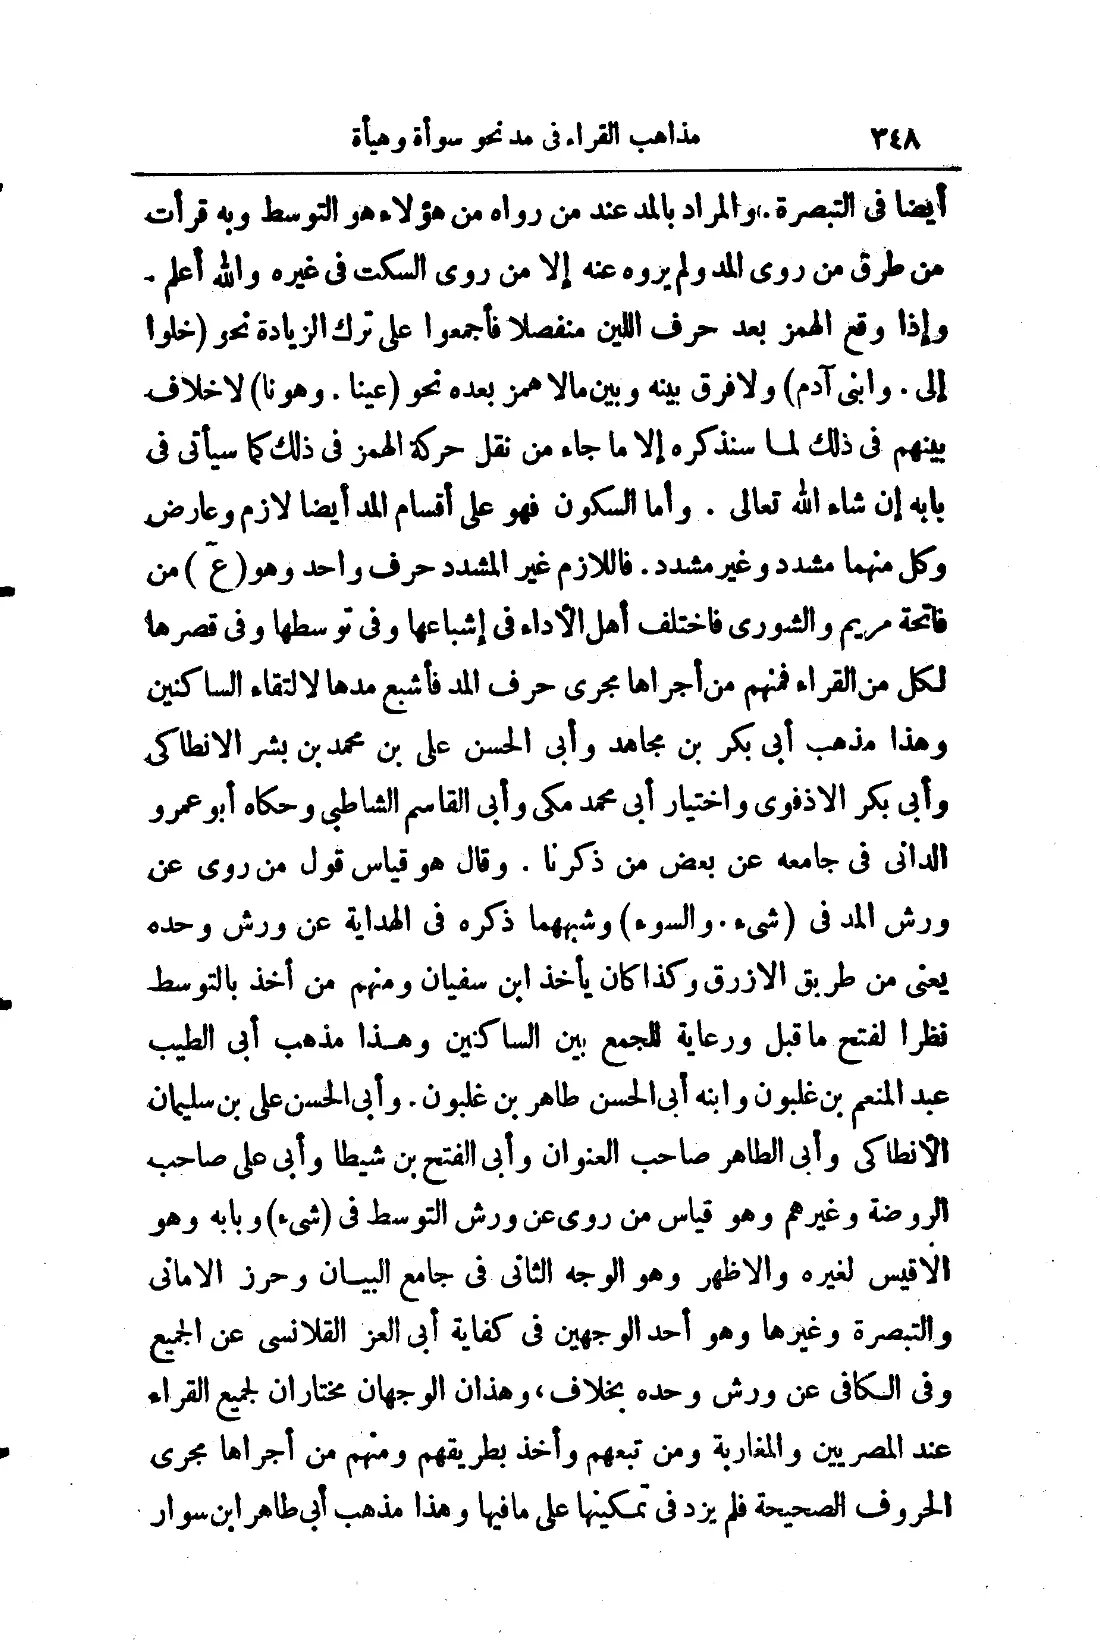 ٣٤٨ مذاهب القراء فى مد نحو سوأة وهيأة
أيضا فى التبصرة .، والمراد بالمد عند من رواه من هؤلاء هو التوسط وبه قرأت
من طرق من روى المد ولم يروه عنه إلا من روى السكت فى غيره والله أعلم .
وإذا وقع الهمز بعد حرف اللين منفصلا فأجمعوا على ترك الزيادة نحو (خلوا
إلى . وابنى آدم) ولا فرق بينه وبين مالا همز بعده نحو (عينا . وهونا) لا خلاف
بينهم فى ذلك لمـا سنذكره إلا ما جاء من نقل حركة الهمز فى ذلك كما سيأتى فى
بابه إن شاء الله تعالى . وأما السكون فهو على أقسام المد أيضا لازم وعارض
وكل منهما مشدد وغير مشدد . فاللازم غير المشدد حرف واحد وهو (عٓ) من
فاتحة مريم والشورى فاختلف أهل الأداء فى إشباعها وفى توسطها وفى قصرها
لكل من القراء فمنهم من أجراها مجرى حرف المد فأشبع مدها لالتقاء الساكنين
وهذا مذهب أبى بكر بن مجاهد وأبى الحسن على بن محمد بن بشر الانطاكى
وأبى بكر الاذفوى واختيار أبى محمد مكى وأبى القاسم الشاطبى وحكاه أبو عمرو
الدانى فى جامعه عن بعض من ذكرنا . وقال هو قياس قول من روى عن
ورش المد فى (شىء . والسوء) وشبههما ذكره فى الهداية عن ورش وحده
يعنى من طريق الازرق وكذا كان يأخذ ابن سفيان ومنهم من أخذ بالتوسط
نظرا لفتح ما قبل ورعاية للجمع بين الساكنين وهـذا مذهب أبى الطيب
عبد المنعم بن غلبون وابنه أبى الحسن طاهر بن غلبون . وأبى الحسن على بن سليمان
الأنطاكى وأبى الطاهر صاحب العنوان وأبى الفتح بن شيطا وأبى على صاحب
الروضة وغيرهم وهو قياس من روى عن ورش التوسط فى (شىء) وبابه وهو
الأقيس لغيره والاظهر وهو الوجه الثانى فى جامع البيـان وحرز الامانى
والتبصرة وغيرها وهو أحد الوجهين فى كفاية أبى العز القلانسى عن الجميع
وفى الكافى عن ورش وحده بخلاف ، وهذان الوجهان مختاران لجميع القراء
عند المصريين والمغاربة ومن تبعهم وأخذ بطريقهم ومنهم من أجراها مجرى
الحروف الصحيحة فلم يزد فى تمكينها على مافيها وهذا مذهب أبى طاهر ابن سوار